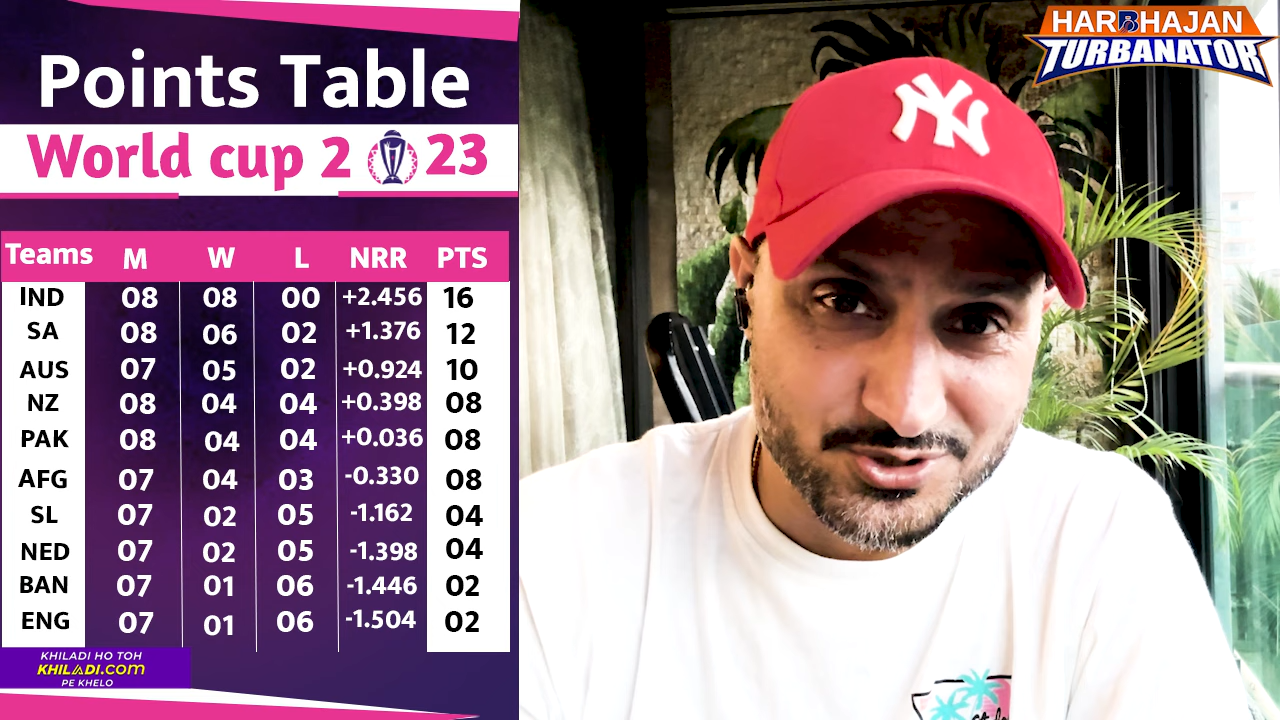 Points Table
World cup 2 23
Teams M W L NRR PTS
IND 08 08 00 +2.456 16
SA 08 06 02 +1.376 12
AUS 07 05 02 +0.924 10
NZ 08 04 04 +0.398 08
PAK 08 04 04 +0.036 08
AFG 07 04 03 -0.330 08
SL 07 02 05 -1.162 04
NED 07 02 05 -1.398 04
BAN 07 01 06 -1.446 02
ENG 07 01 06 -1.504 02
KHILADI HO TOH
KHILADI.com
PE KHELO
HARBHAJAN
TURBANATOR
NY